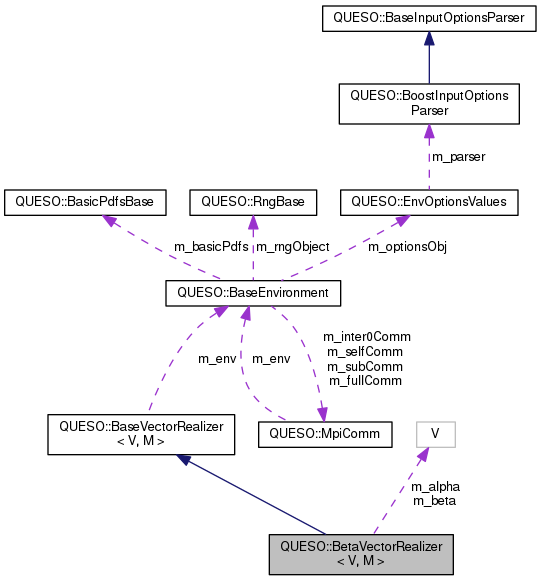 QUESO::BaseInputOptionsParser
QUESO::BoostInputOptions
Parser
m_parser
QUESO::BasicPdfsBase
QUESO::RngBase
QUESO::EnvOptionsValues
m_basicPdfs
m_rngObject
m_optionsObj
QUESO::BaseEnvironment
m_env
m_env
m_inter0Comm
m_selfComm
m_subComm
m_fullComm
QUESO::BaseVectorRealizer
< V, M >
QUESO::MpiComm
V
m_alpha
m_beta
QUESO::BetaVectorRealizer
< V, M >